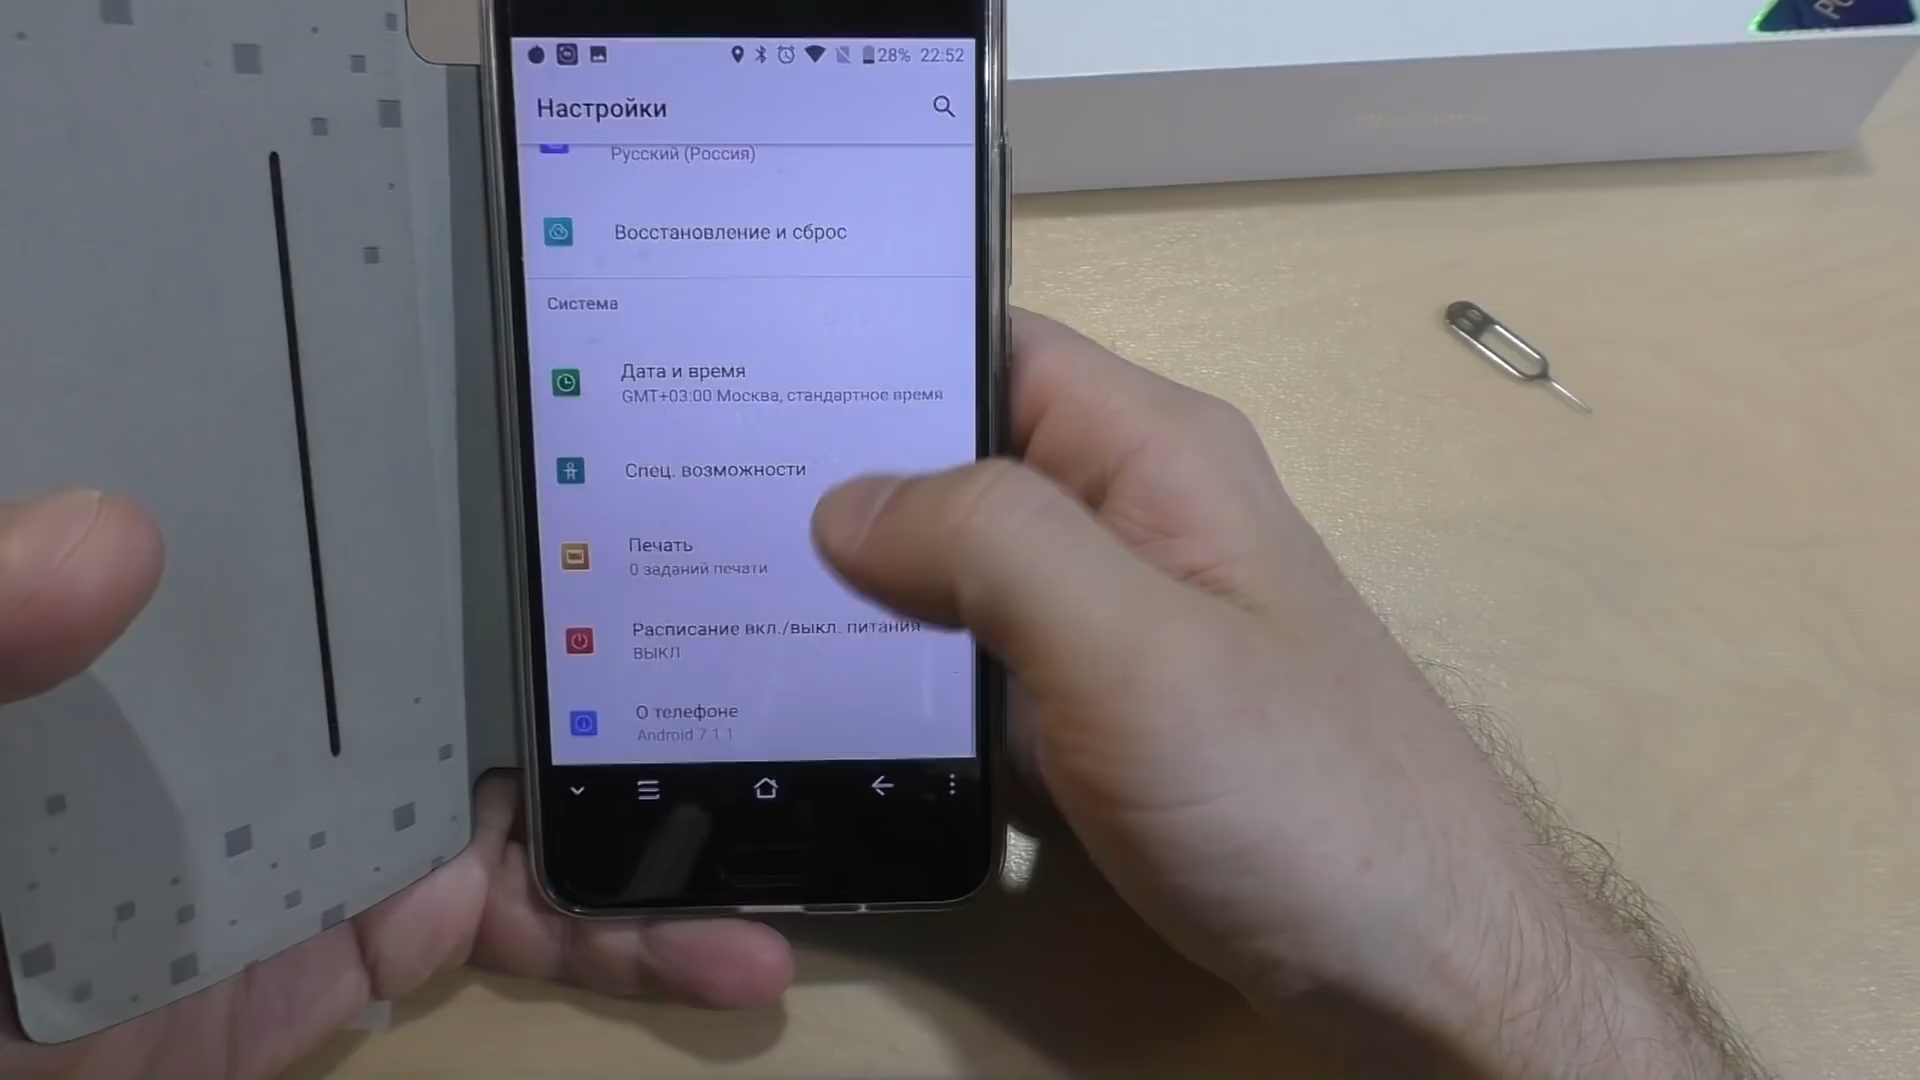 28% 22:52
Настройки
Русский (Россия)
Восстановление и сброс
Система
Дата и время
GMT+03:00 Москва, стандартное время
Спец. возможности
Печать
0 заданий печати
Расписание вкл./выкл. питания
ВЫКЛ
О телефоне
Android 7.1.1